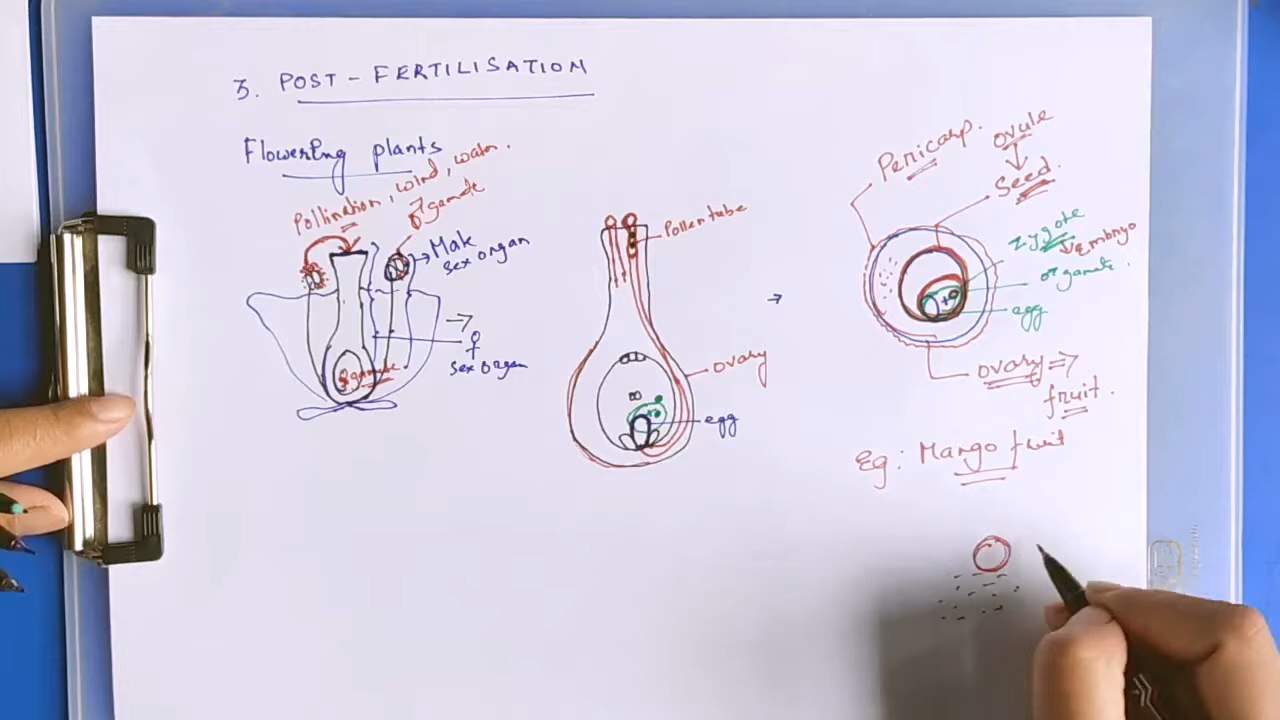 3. POST - FERTILISATION
Flowering plants
Pollination, wind, water.
♂ gamete
Male
sex organ
♀
sex organ
♀ gamete
Pollen tube
ovary
egg
Pericarp.
ovule
↓
Seed.
zygote
↓ Embryo
♂ gamete.
egg
ovary ⇒
fruit.
Eg: Mango fruit